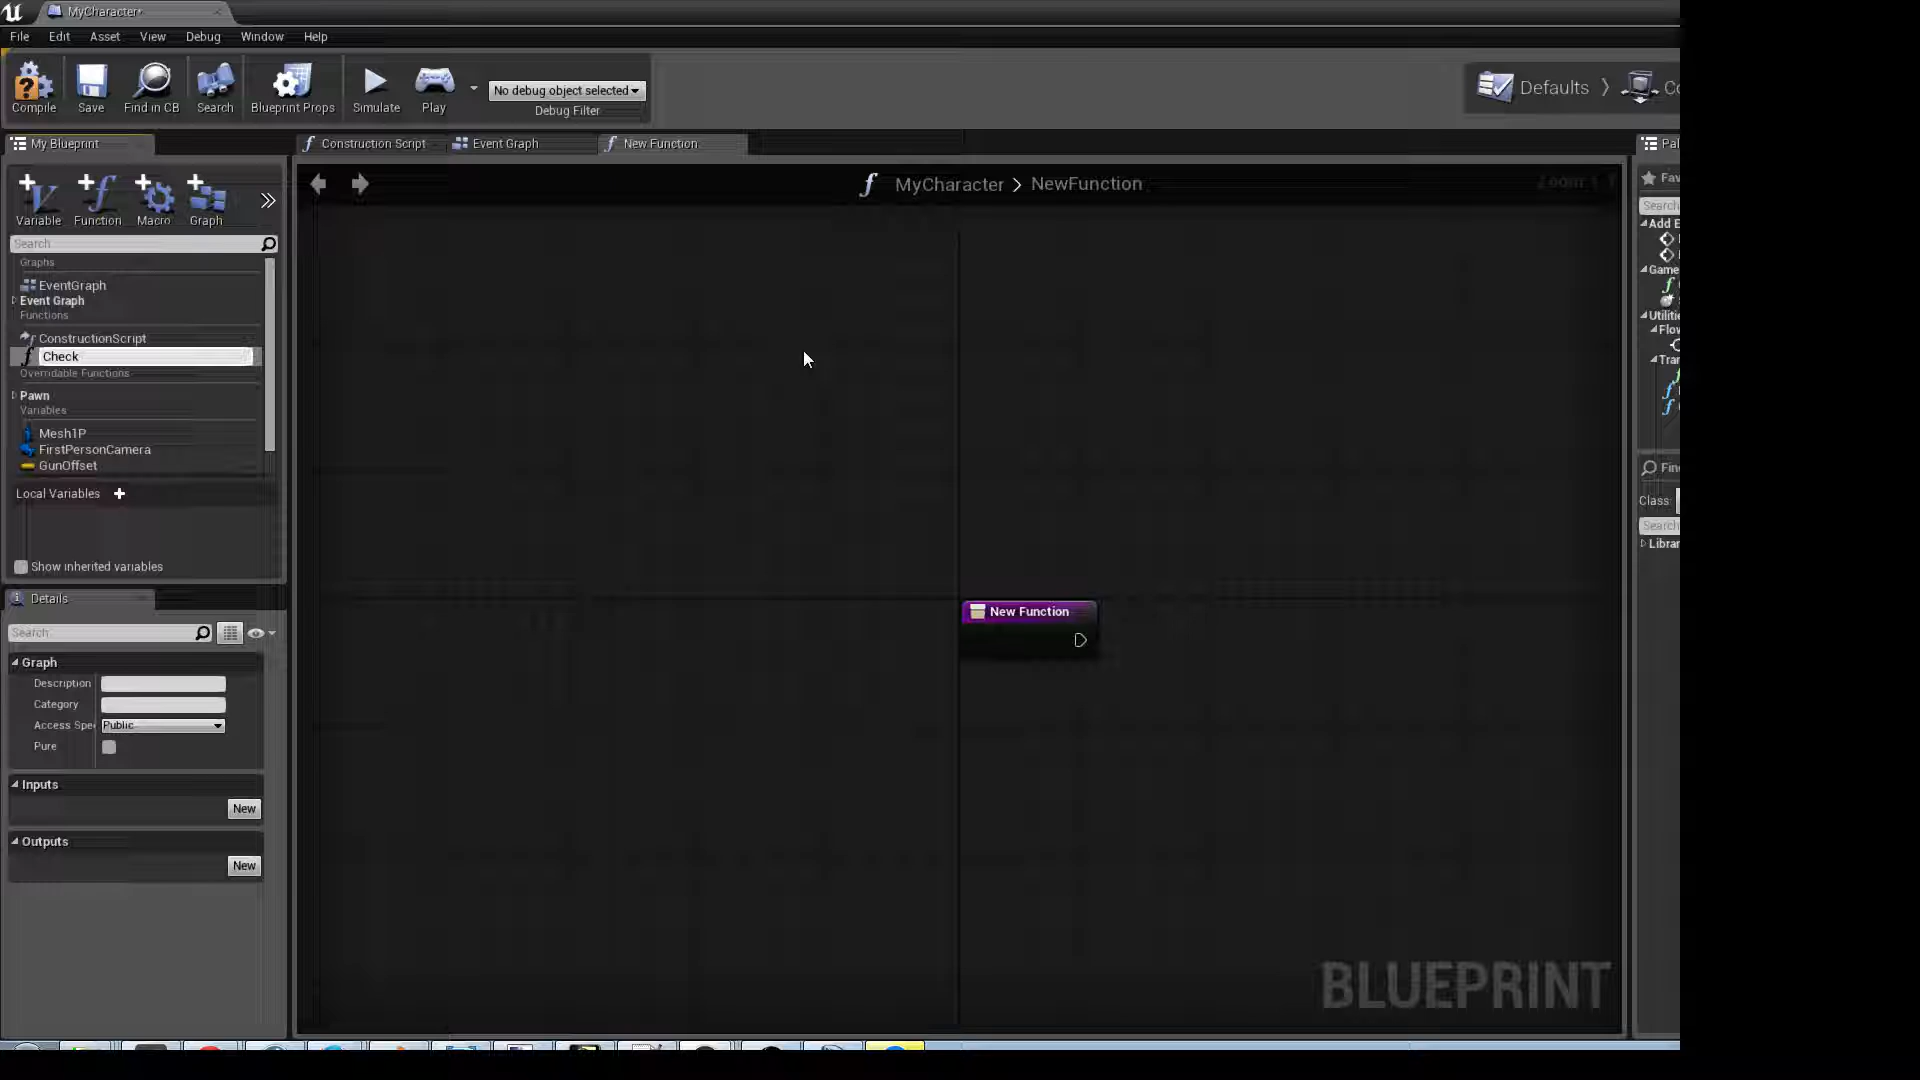 MyCharacter*
File Edit Asset View Debug Window Help
Compile Save Find in CB Search Blueprint Props Simulate Play
No debug object selected
Debug Filter
Defaults
My Blueprint
Construction Script Event Graph New Function
Variable Function Macro Graph
MyCharacter > NewFunction
Search
Graphs
EventGraph
Event Graph
Functions
ConstructionScript
Check
Overridable Functions
Pawn
Variables
Mesh1P
FirstPersonCamera
GunOffset
Local Variables
Show inherited variables
Details
Search
Graph
Description
Category
Access Spe
Public
Pure
Inputs
New
Outputs
New
New Function
BLUEPRINT
Pal
Fav
Search
Add E
Game
Utilitie
Flow
Tran
Find
Class
Search
Librar